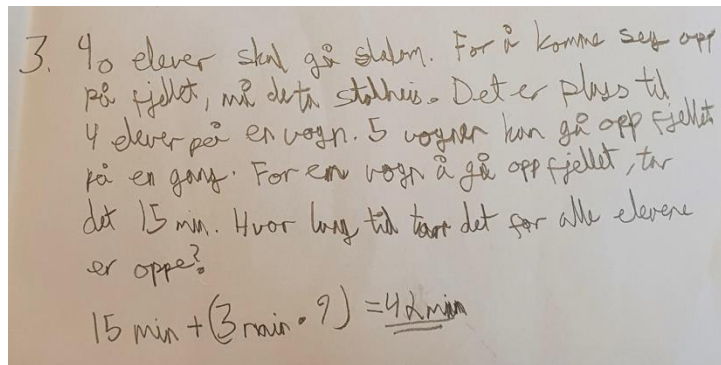 3. 40 elever skal gå slalom. For å komme seg opp
på fjellet, må de ta stolheis. Det er plass til
4 elever på en vogn. 5 vogner kan gå opp fjellet
på en gang. For en vogn å gå opp fjellet, tar
det 15 min. Hvor lang tid tar det før alle elevene
er oppe?
15 min + (3 min · 9) = 42 min